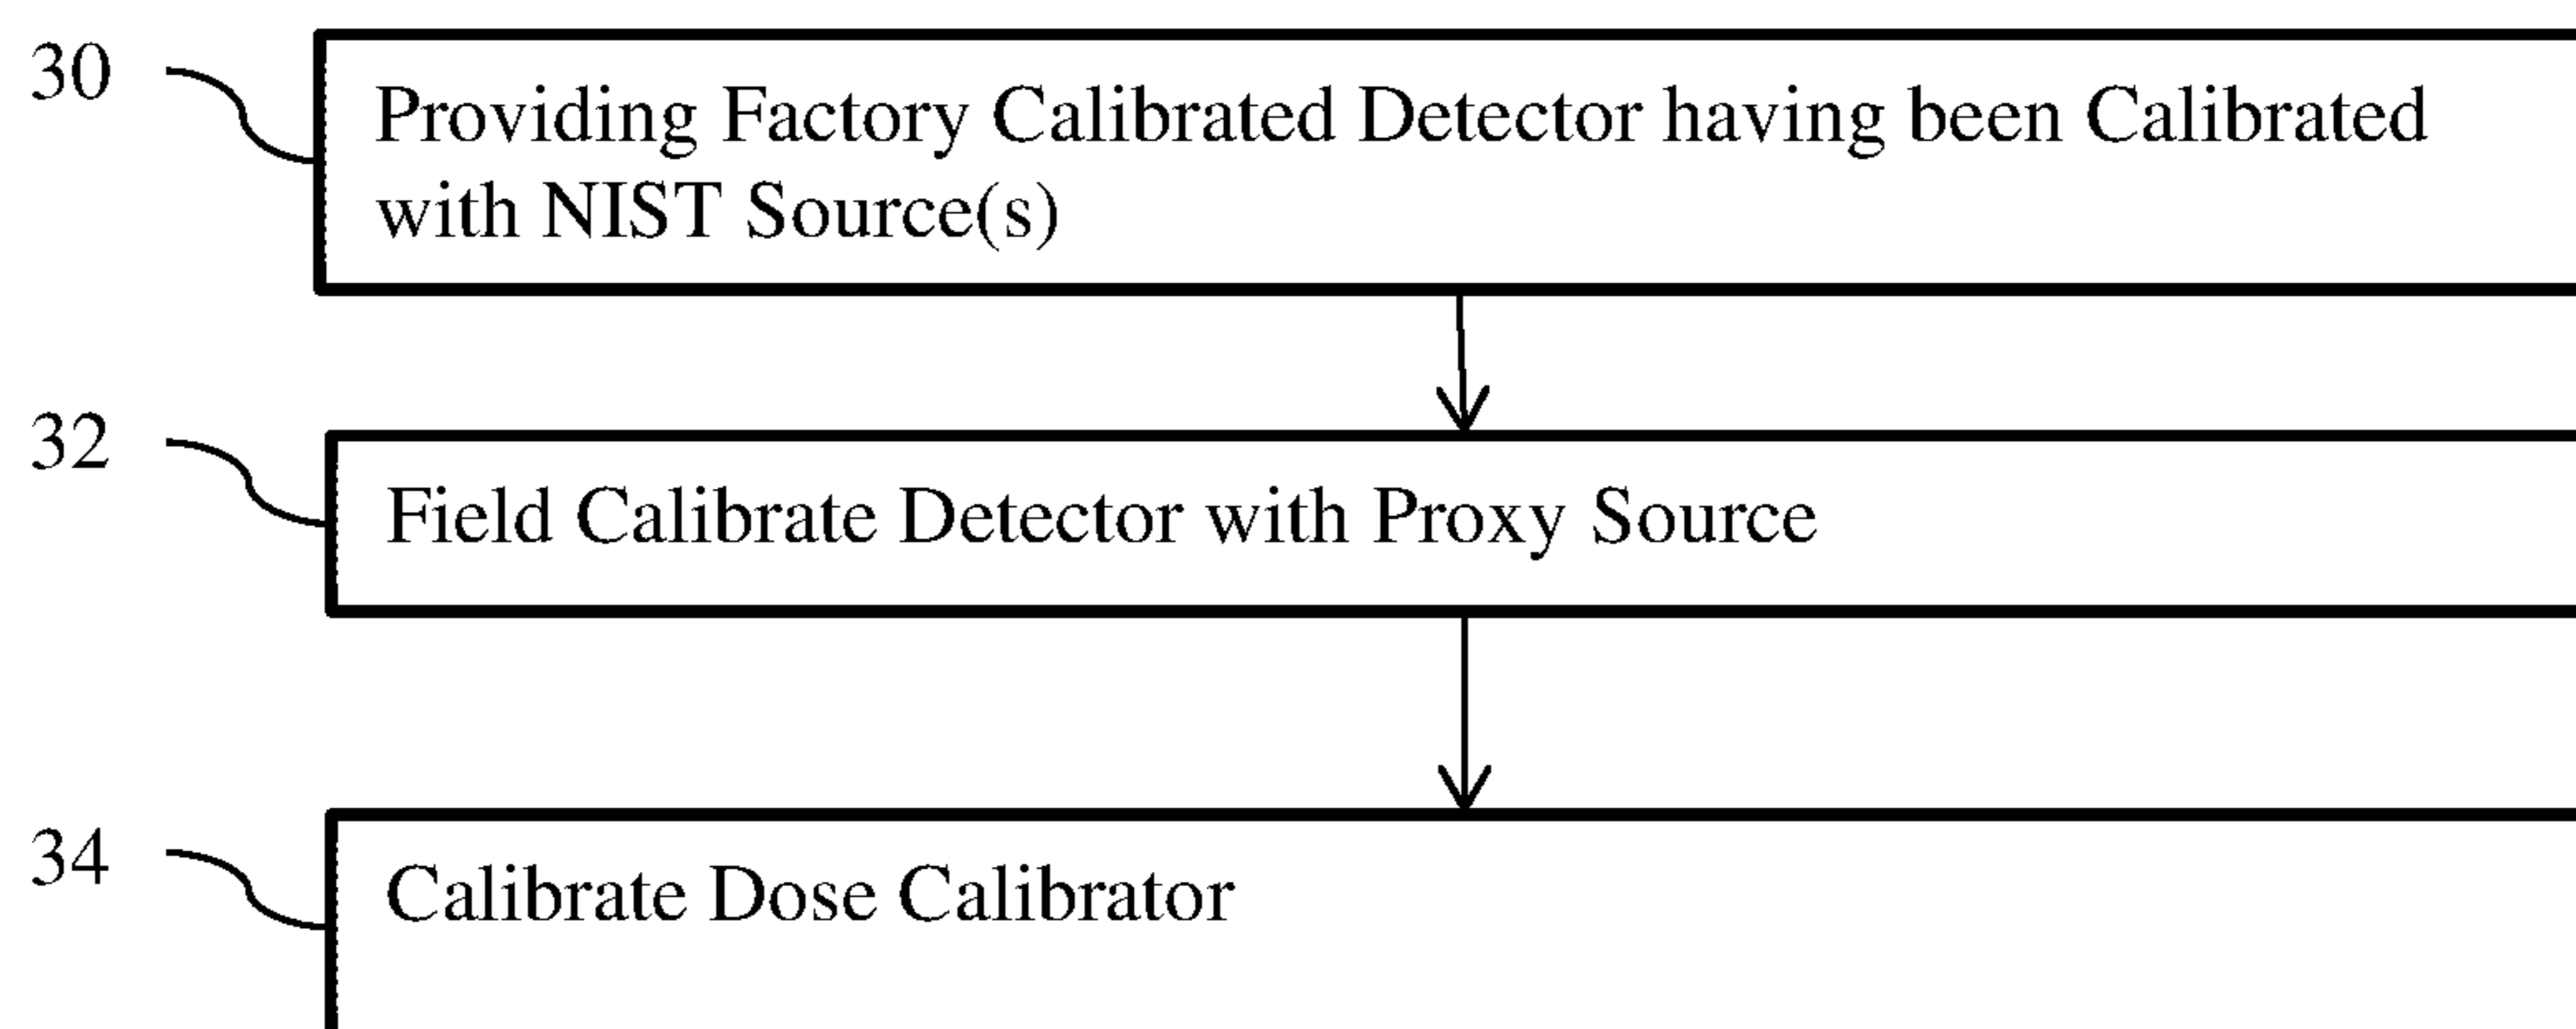 30
Providing Factory Calibrated Detector having been Calibrated
with NIST Source(s)
32
Field Calibrate Detector with Proxy Source
34
Calibrate Dose Calibrator